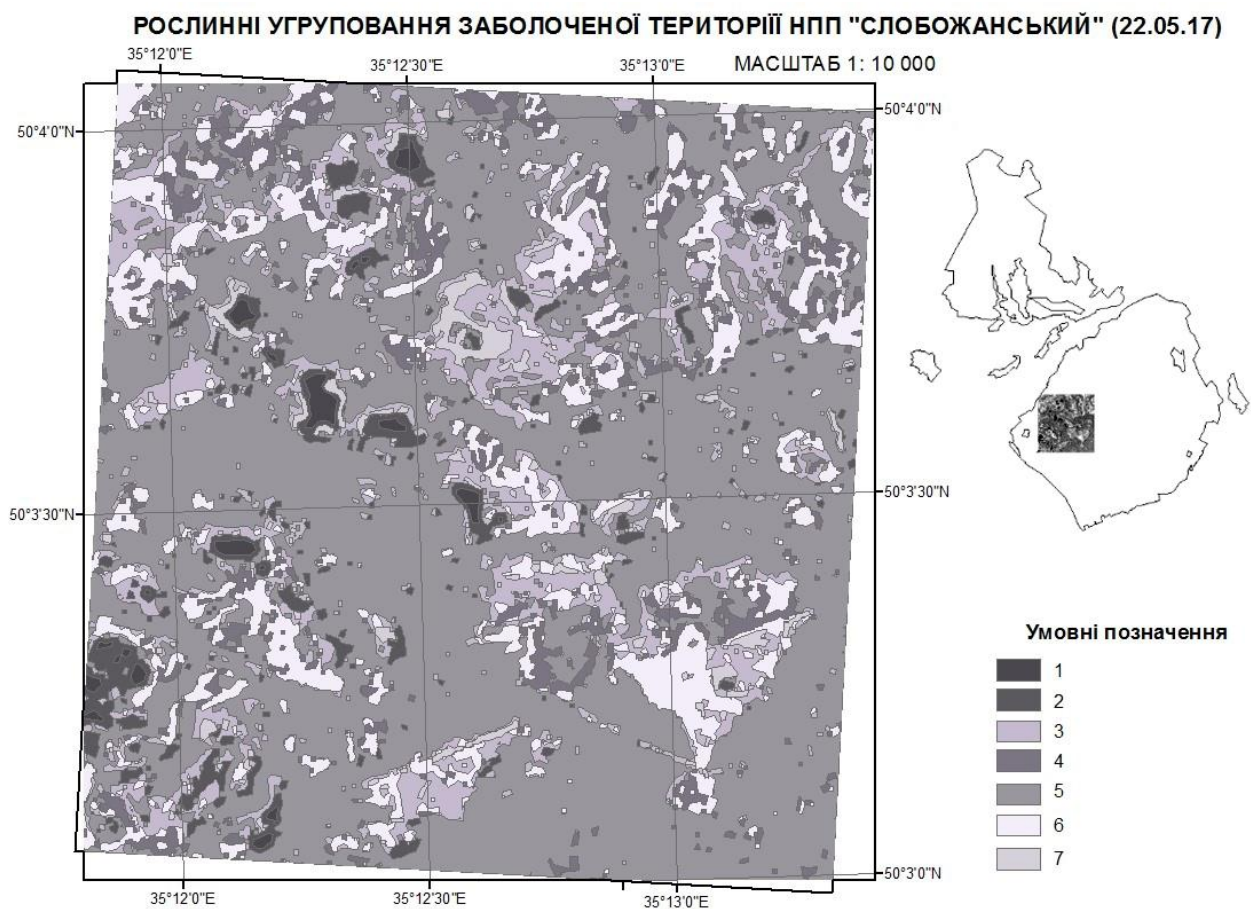 РОСЛИННІ УГРУПОВАННЯ ЗАБОЛОЧЕНОЇ ТЕРИТОРІЇЇ НПП "СЛОБОЖАНСЬКИЙ" (22.05.17)
35°12'0"E
35°12'30"E
35°13'0"E
МАСШТАБ 1: 10 000
50°4'0"N
50°4'0"N
50°3'30"N
50°3'30"N
50°3'0"N
Умовні позначення
1
2
3
4
5
6
7
35°12'0"E
35°12'30"E
35°13'0"E